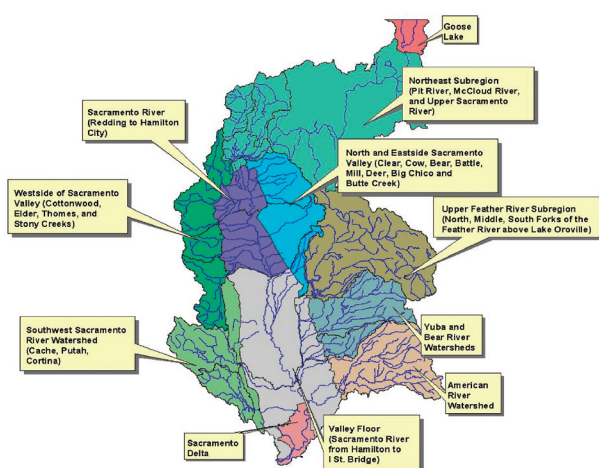 Goose
Lake
Northeast Subregion
(Pit River, McCloud River,
and Upper Sacramento
River)
Sacramento River
(Redding to Hamilton
City)
North and Eastside Sacramento
Valley (Clear, Cow, Bear, Battle,
Mill, Deer, Big Chico and
Butte Creek)
Westside of Sacramento
Valley (Cottonwood,
Elder, Thomes, and
Stony Creeks)
Upper Feather River Subregion
(North, Middle, South Forks of the
Feather River above Lake Oroville)
Southwest Sacramento
River Watershed
(Cache, Putah,
Cortina)
Yuba and
Bear River
Watersheds
American
River
Watershed
Sacramento
Delta
Valley Floor
(Sacramento River
from Hamilton to
I St. Bridge)